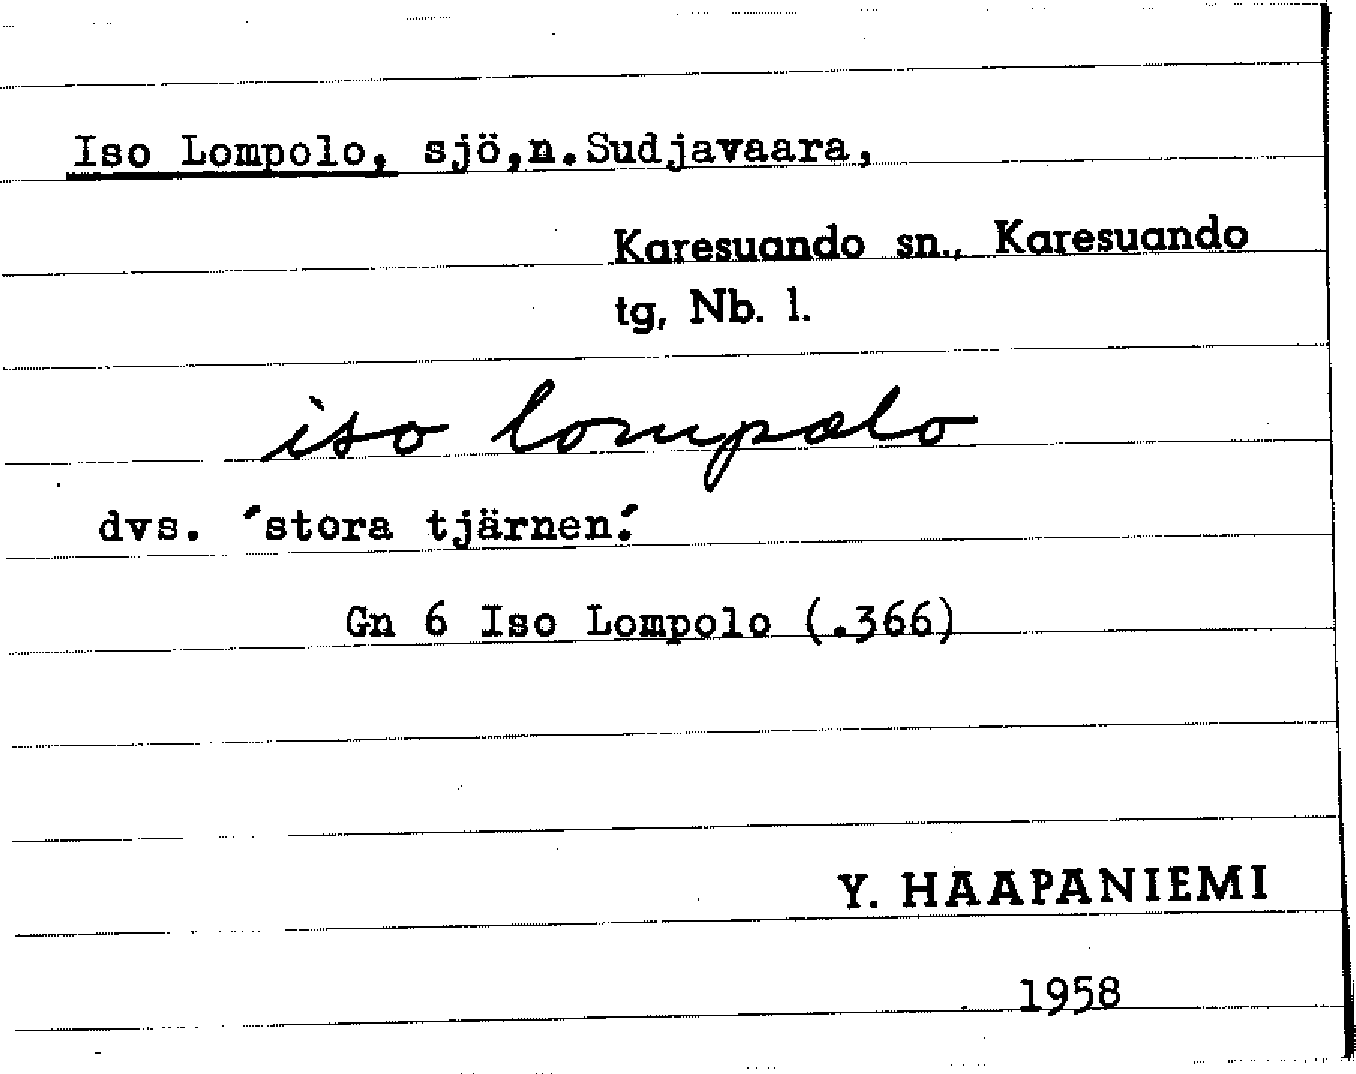 Iso Lompolo, sjö,n.Sudjavaara,
Karesuando sn., Karesuando
tg, Nb. l.
iso lompolo
dvs. ´stora tjärnen.´
Gn 6 Iso Lompolo (.366)
Y. HAAPANIEMI
1958